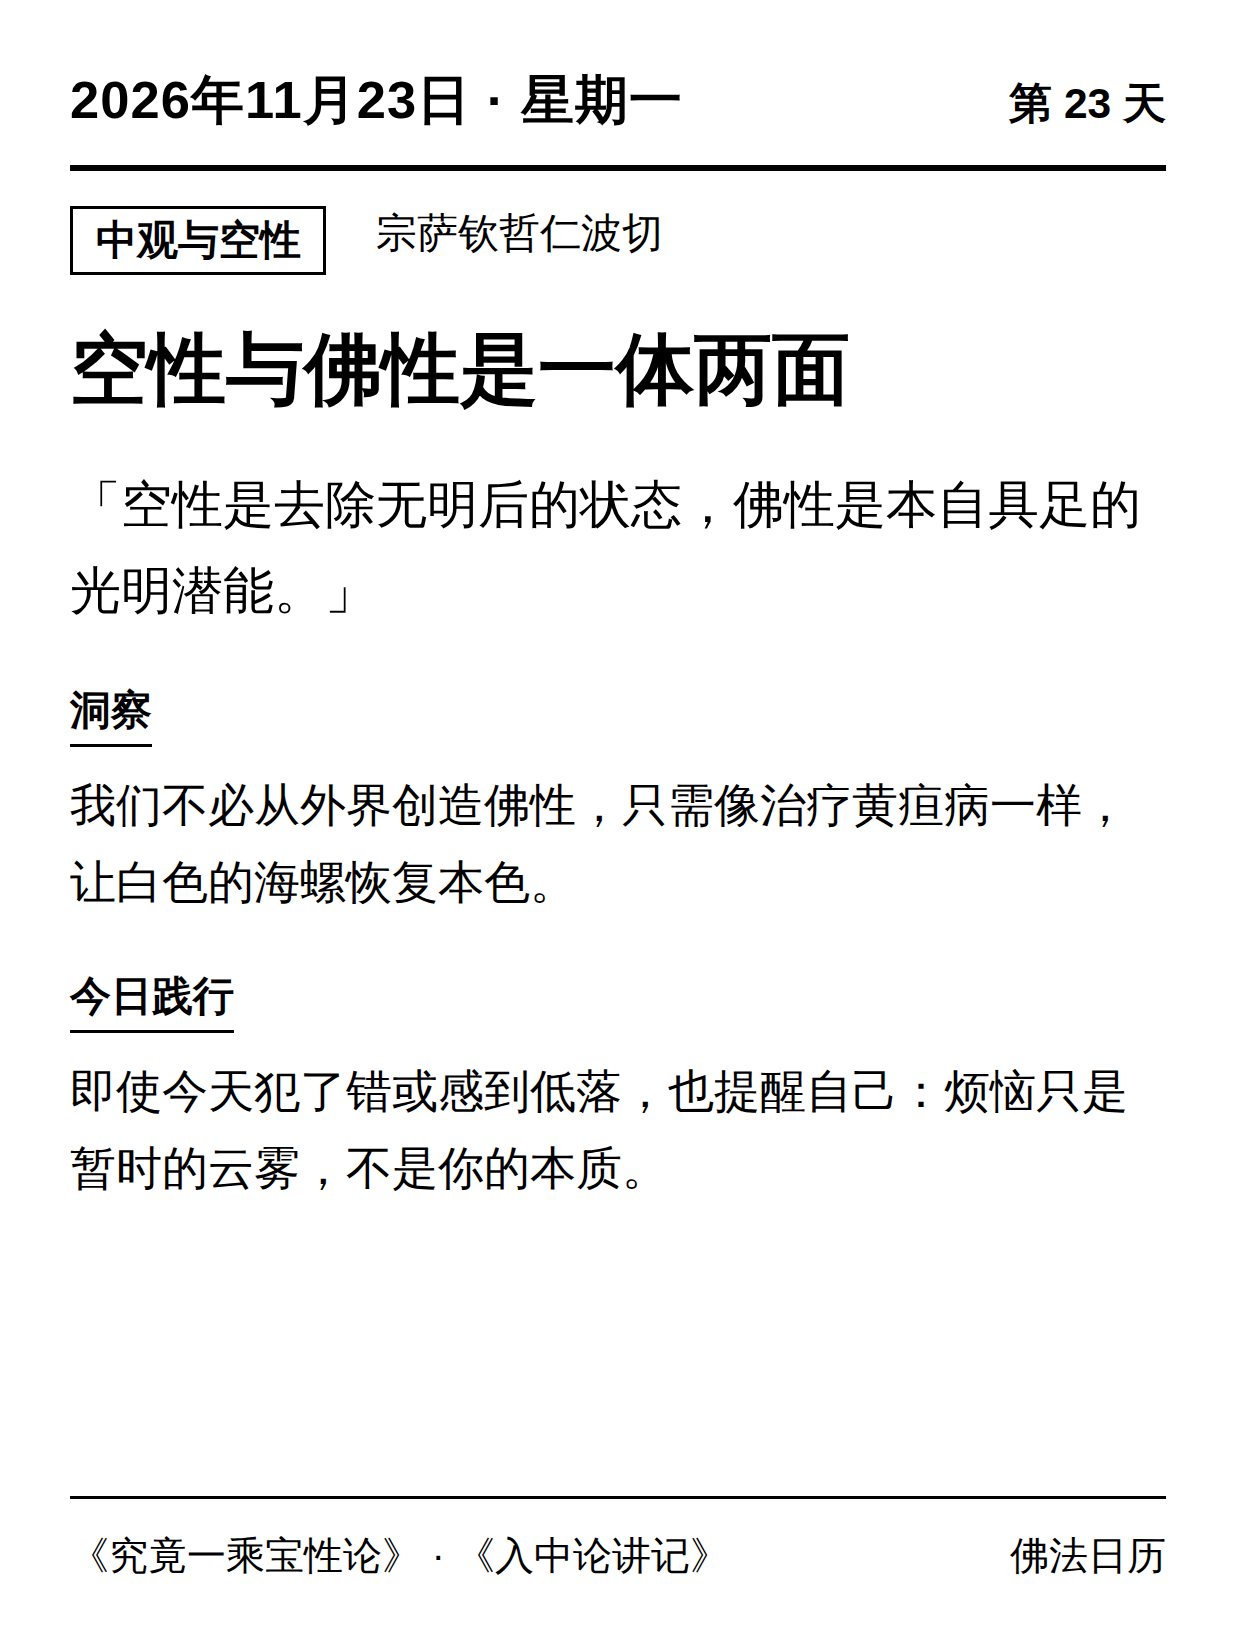 2026年11月23日 · 星期一
第 23 天
中观与空性
宗萨钦哲仁波切
空性与佛性是一体两面
「空性是去除无明后的状态，佛性是本自具足的
光明潜能。」
洞察
我们不必从外界创造佛性，只需像治疗黄疸病一样，
让白色的海螺恢复本色。
今日践行
即使今天犯了错或感到低落，也提醒自己：烦恼只是
暂时的云雾，不是你的本质。
《究竟一乘宝性论》 · 《入中论讲记》
佛法日历